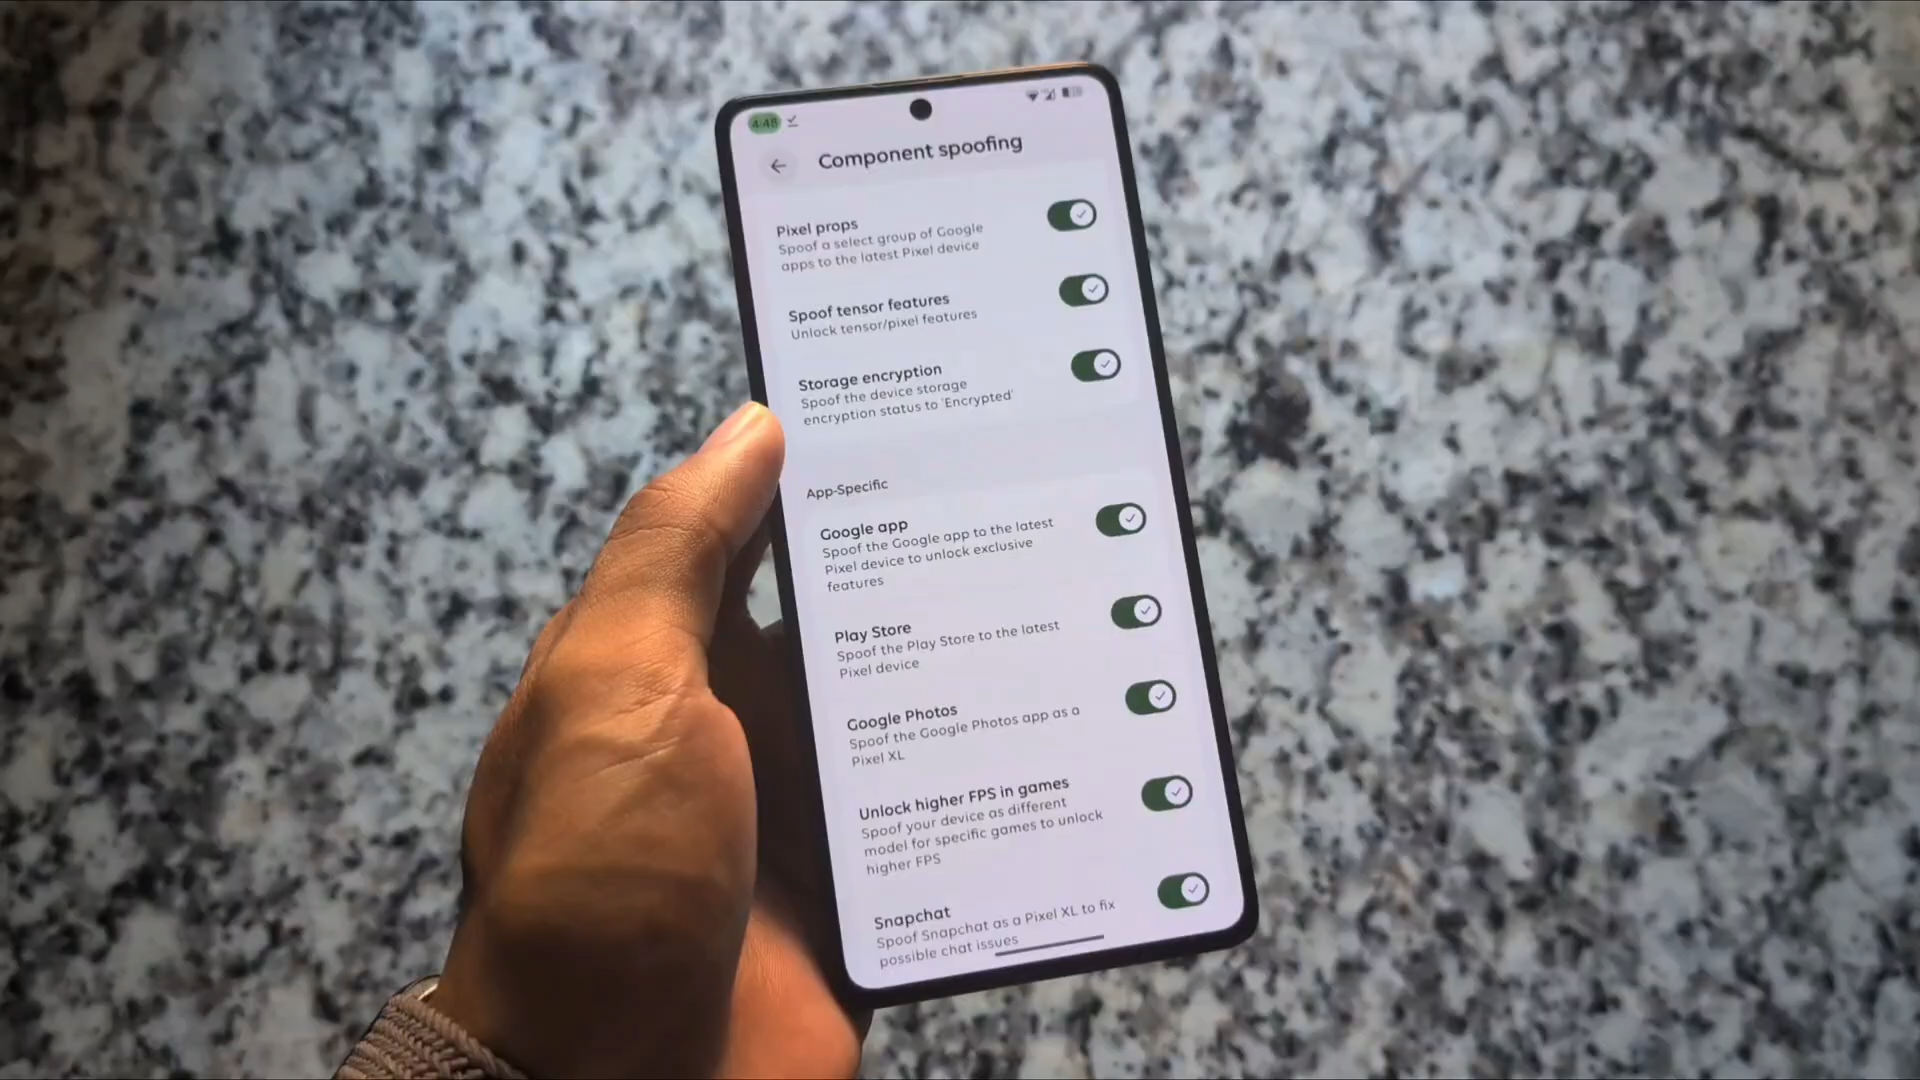 4:48
Component spoofing
Pixel props
Spoof a select group of Google
apps to the latest Pixel device
Spoof tensor features
Unlock tensor/pixel features
Storage encryption
Spoof the device storage
encryption status to 'Encrypted'
App-Specific
Google app
Spoof the Google app to the latest
Pixel device to unlock exclusive
features
Play Store
Spoof the Play Store to the latest
Pixel device
Google Photos
Spoof the Google Photos app as a
Pixel XL
Unlock higher FPS in games
Spoof your device as different
model for specific games to unlock
higher FPS
Snapchat
Spoof Snapchat as a Pixel XL to fix
possible chat issues